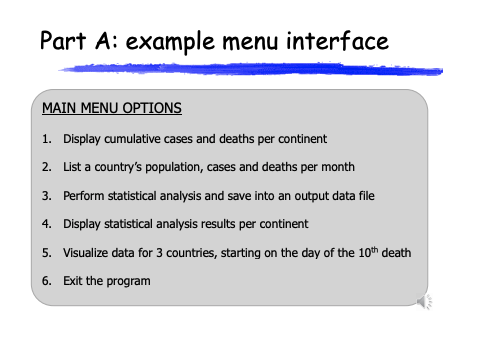 Part A: example menu interface
MAIN MENU OPTIONS
1. Display cumulative cases and deaths per continent
2. List a country's population, cases and deaths per month
3. Perform statistical analysis and save into an output data file
4. Display statistical analysis results per continent
5. Visualize data for 3 countries, starting on the day of the 10th death
6. Exit the program